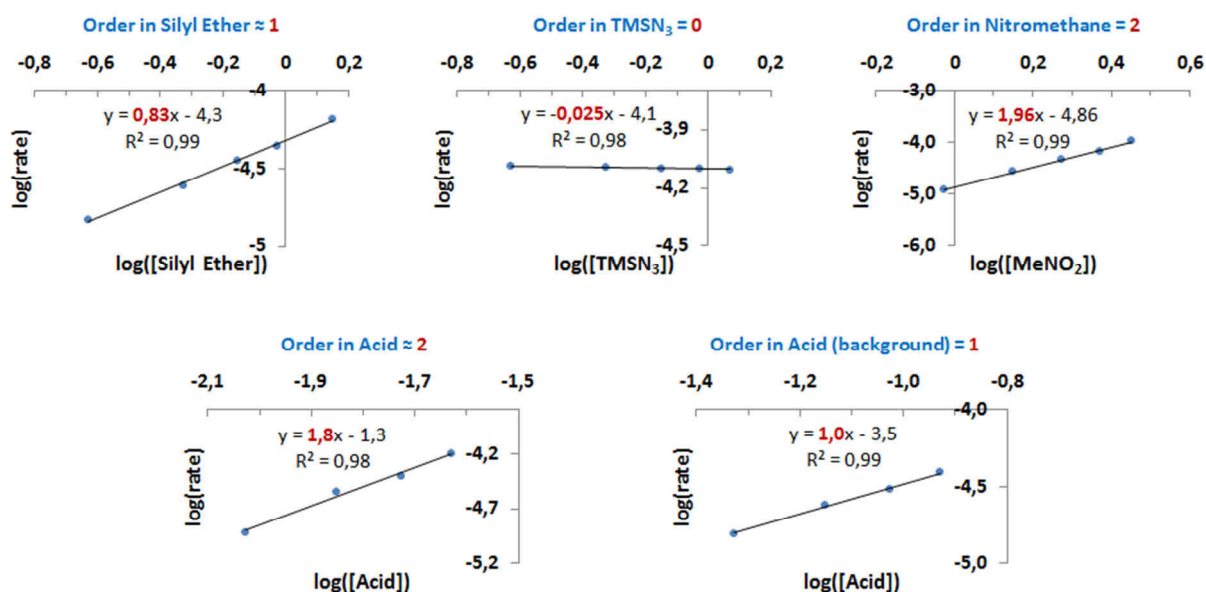 Order in Silyl Ether ≈ 1
-0,8 -0,6 -0,4 -0,2 0 0,2
-4
y = 0,83x - 4,3
R² = 0,99
-4,5
-5
log(rate)
log([Silyl Ether])
Order in TMSN₃ = 0
-0,8 -0,6 -0,4 -0,2 0 0,2
y = -0,025x - 4,1
R² = 0,98
-3,9
-4,2
-4,5
log(rate)
log([TMSN₃])
Order in Nitromethane = 2
-0,2 0 0,2 0,4 0,6
-3,0
y = 1,96x - 4,86
R² = 0,99
-4,0
-5,0
-6,0
log(rate)
log([MeNO₂])
Order in Acid ≈ 2
-2,1 -1,9 -1,7 -1,5
y = 1,8x - 1,3
R² = 0,98
-4,2
-4,7
-5,2
log(rate)
log([Acid])
Order in Acid (background) = 1
-1,4 -1,2 -1,0 -0,8
-4,0
y = 1,0x - 3,5
R² = 0,99
-4,5
-5,0
log(rate)
log([Acid])